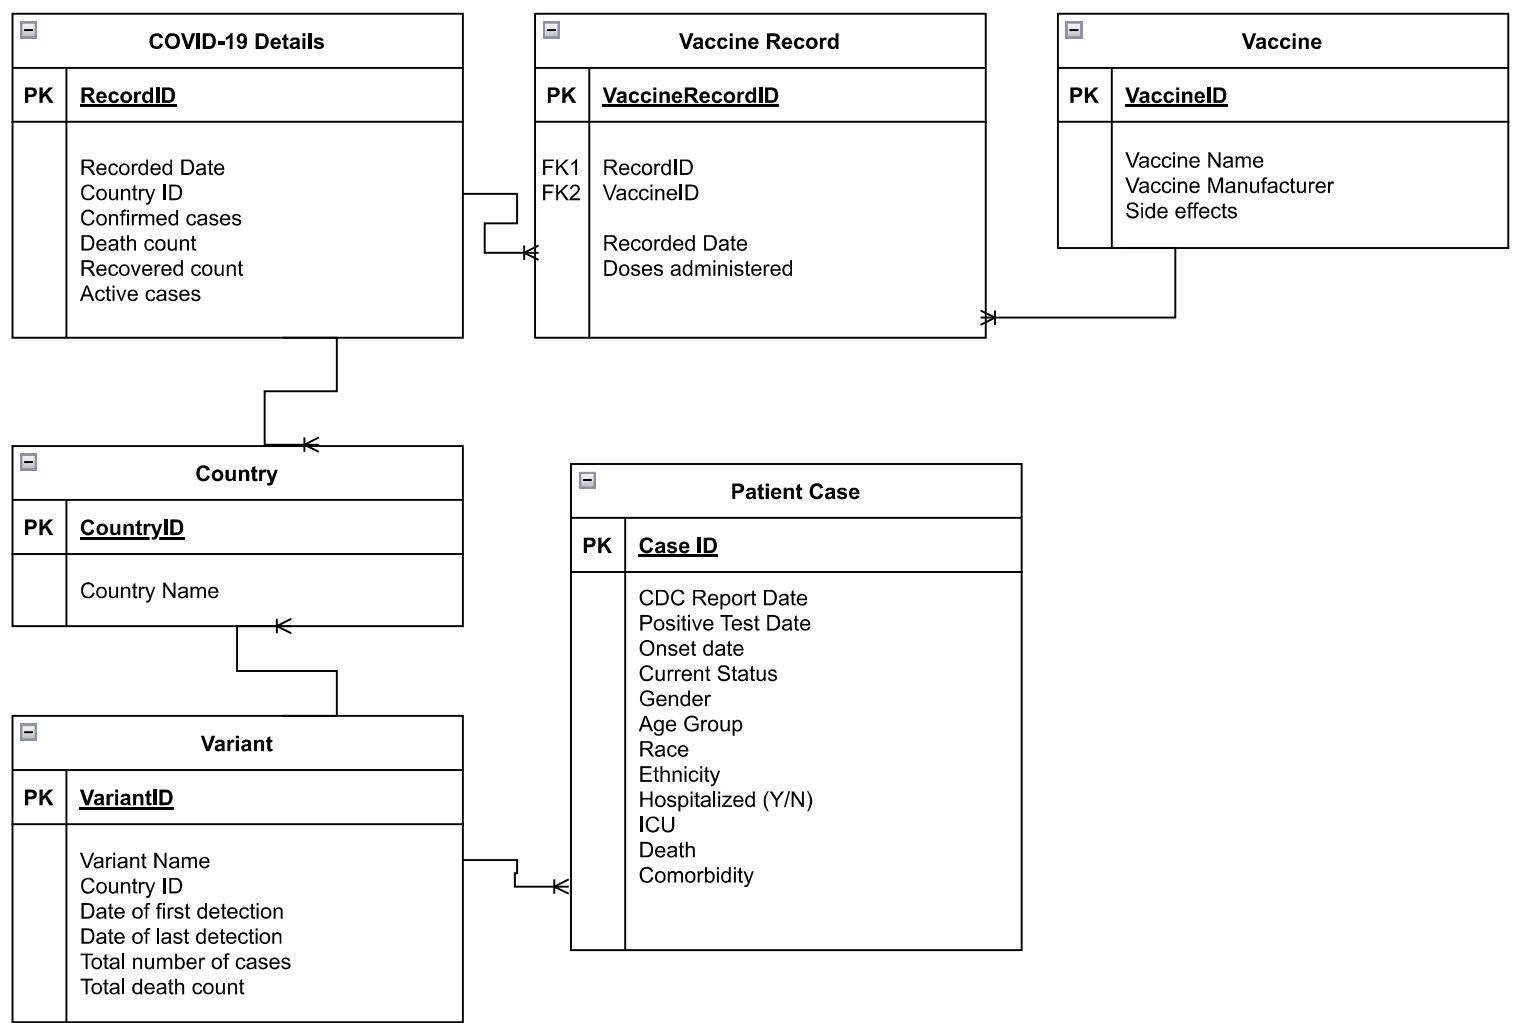 COVID-19 Details
PK RecordID
Recorded Date
Country ID
Confirmed cases
Death count
Recovered count
Active cases
Vaccine Record
PK VaccineRecordID
FK1 RecordID
FK2 VaccineID
Recorded Date
Doses administered
Vaccine
PK VaccineID
Vaccine Name
Vaccine Manufacturer
Side effects
Country
PK CountryID
Country Name
Patient Case
PK Case ID
CDC Report Date
Positive Test Date
Onset date
Current Status
Gender
Age Group
Race
Ethnicity
Hospitalized (Y/N)
ICU
Death
Comorbidity
Variant
PK VariantID
Variant Name
Country ID
Date of first detection
Date of last detection
Total number of cases
Total death count